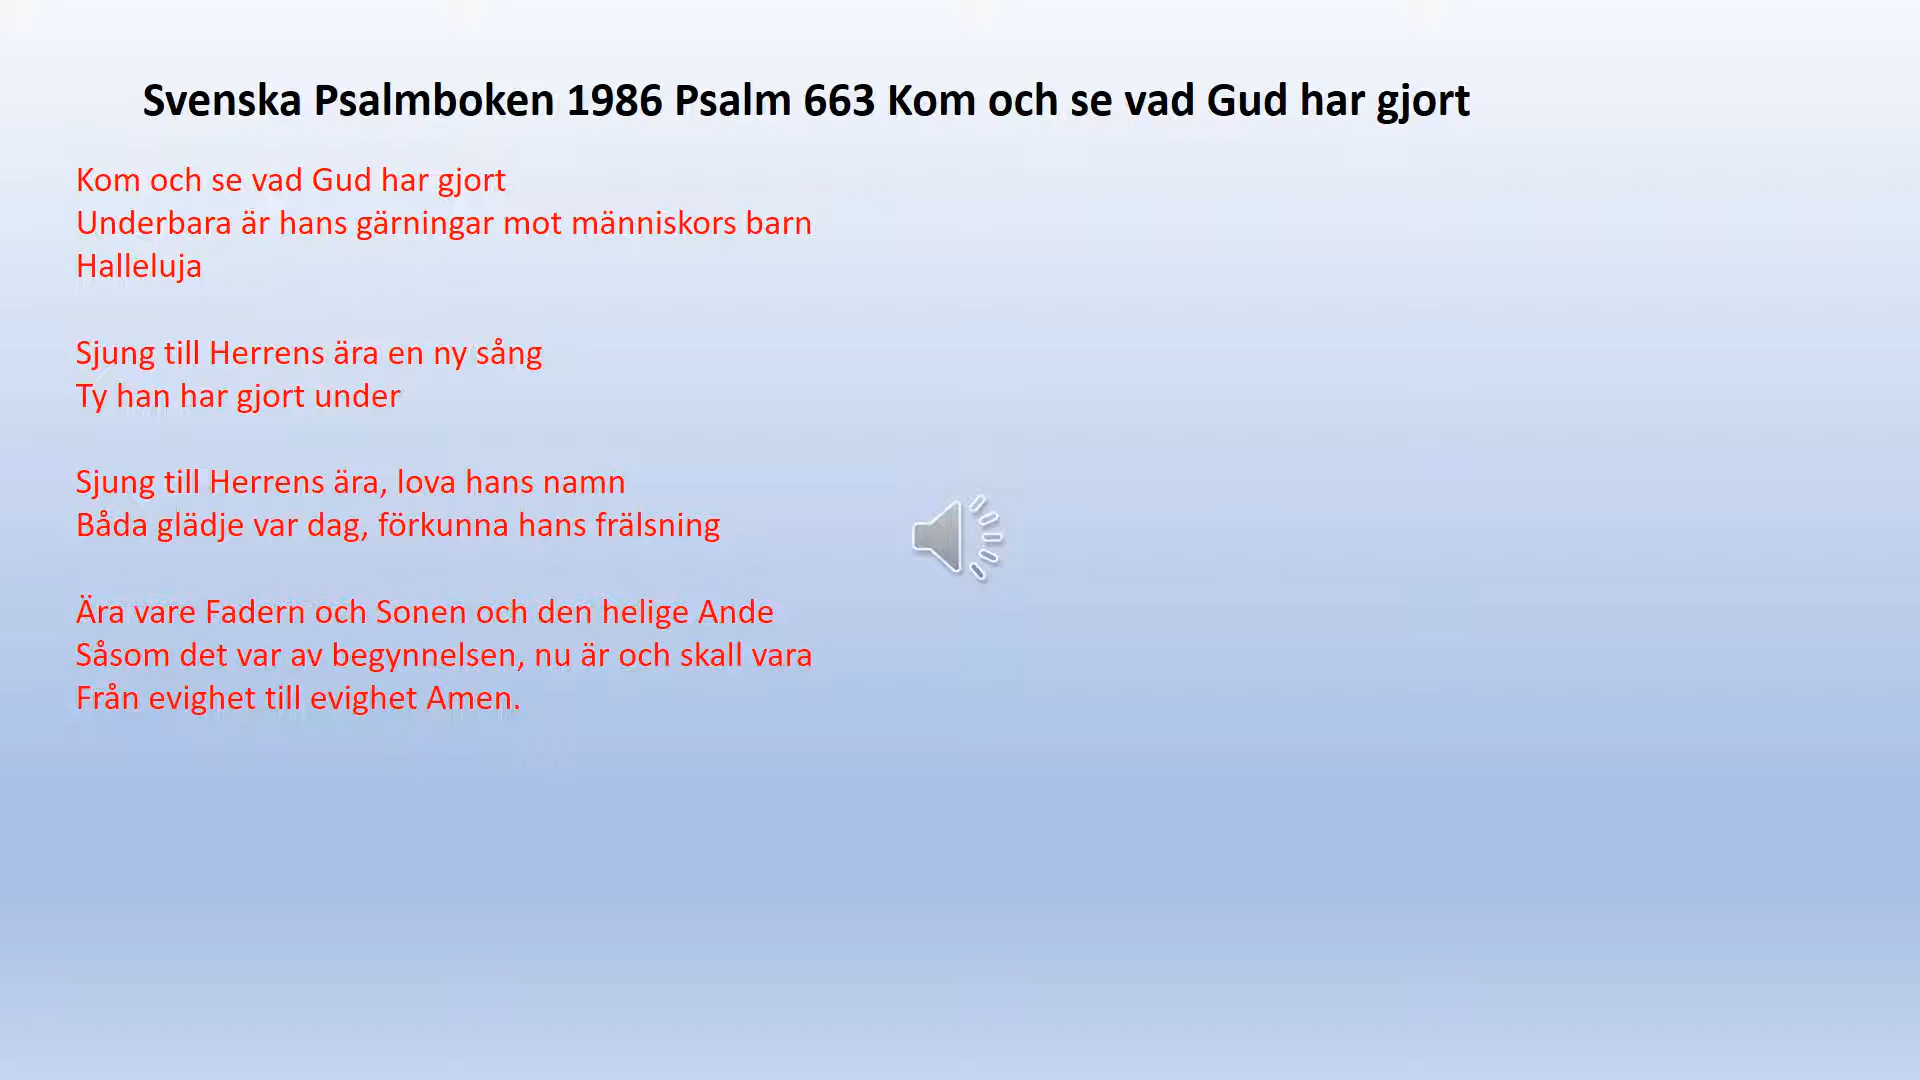 Svenska Psalmboken 1986 Psalm 663 Kom och se vad Gud har gjort
Kom och se vad Gud har gjort
Underbara är hans gärningar mot människors barn
Halleluja
Sjung till Herrens ära en ny sång
Ty han har gjort under
Sjung till Herrens ära, lova hans namn
Båda glädje var dag, förkunna hans frälsning
Ära vare Fadern och Sonen och den helige Ande
Såsom det var av begynnelsen, nu är och skall vara
Från evighet till evighet Amen.